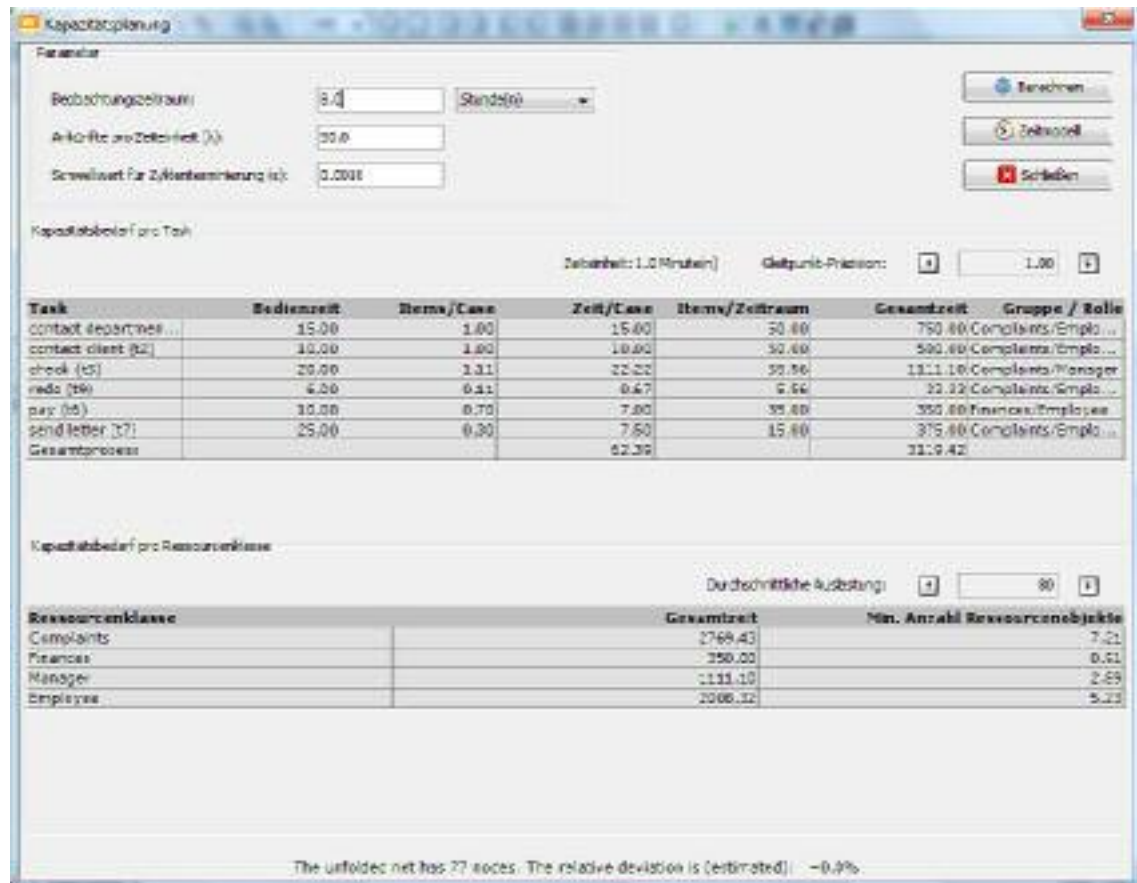 Kapazitätsplanung
Parameter
Beobachtungszeitraum: 8.0 Stunde(n)
Ankünfte pro Zeiteinheit (λ): 50.0
Schwellwert für Zyklenterminierung (ε):
Berechnen
Zeitmodell
Schließen
Kapazitätsbedarf pro Task
Zeiteinheit: 1.0 Minute(n) Gleitpunkt-Präzision: 1.00
Task Bedienzeit Items/Case Zeit/Case Items/Zeitraum Gesamtzeit Gruppe / Rolle
contact departmen... 15.00 1.00 15.00 50.00 750.00 Complaints/Emplo...
contact client (t2) 10.00 1.00 10.00 50.00 500.00 Complaints/Emplo...
check (t3) 20.00 1.11 22.22 55.56 1111.10 Complaints/Manager
redo (t9) 6.00 0.11 0.67 5.56 33.33 Complaints/Emplo...
pay (t5) 10.00 0.70 7.00 35.00 350.00 Finances/Employee
send letter (t7) 25.00 0.30 7.50 15.00 375.00 Complaints/Emplo...
Gesamtprozess 62.39 3119.42
Kapazitätsbedarf pro Ressourcenklasse
Durchschnittliche Auslastung: 80
Ressourcenklasse Gesamtzeit Min. Anzahl Ressourcenobjekte
Complaints 2769.43 7.21
Finances 350.00 0.91
Manager 1111.10 2.89
Employee 2008.32 5.23
The unfolded net has 77 nodes. The relative deviation is (estimated): ~0.0%